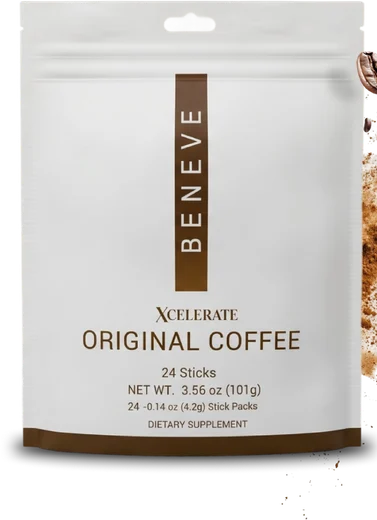 BENEVE
XCELERATE
ORIGINAL COFFEE
24 Sticks
NET WT. 3.56 oz (101g)
24 -0.14 oz (4.2g) Stick Packs
DIETARY SUPPLEMENT